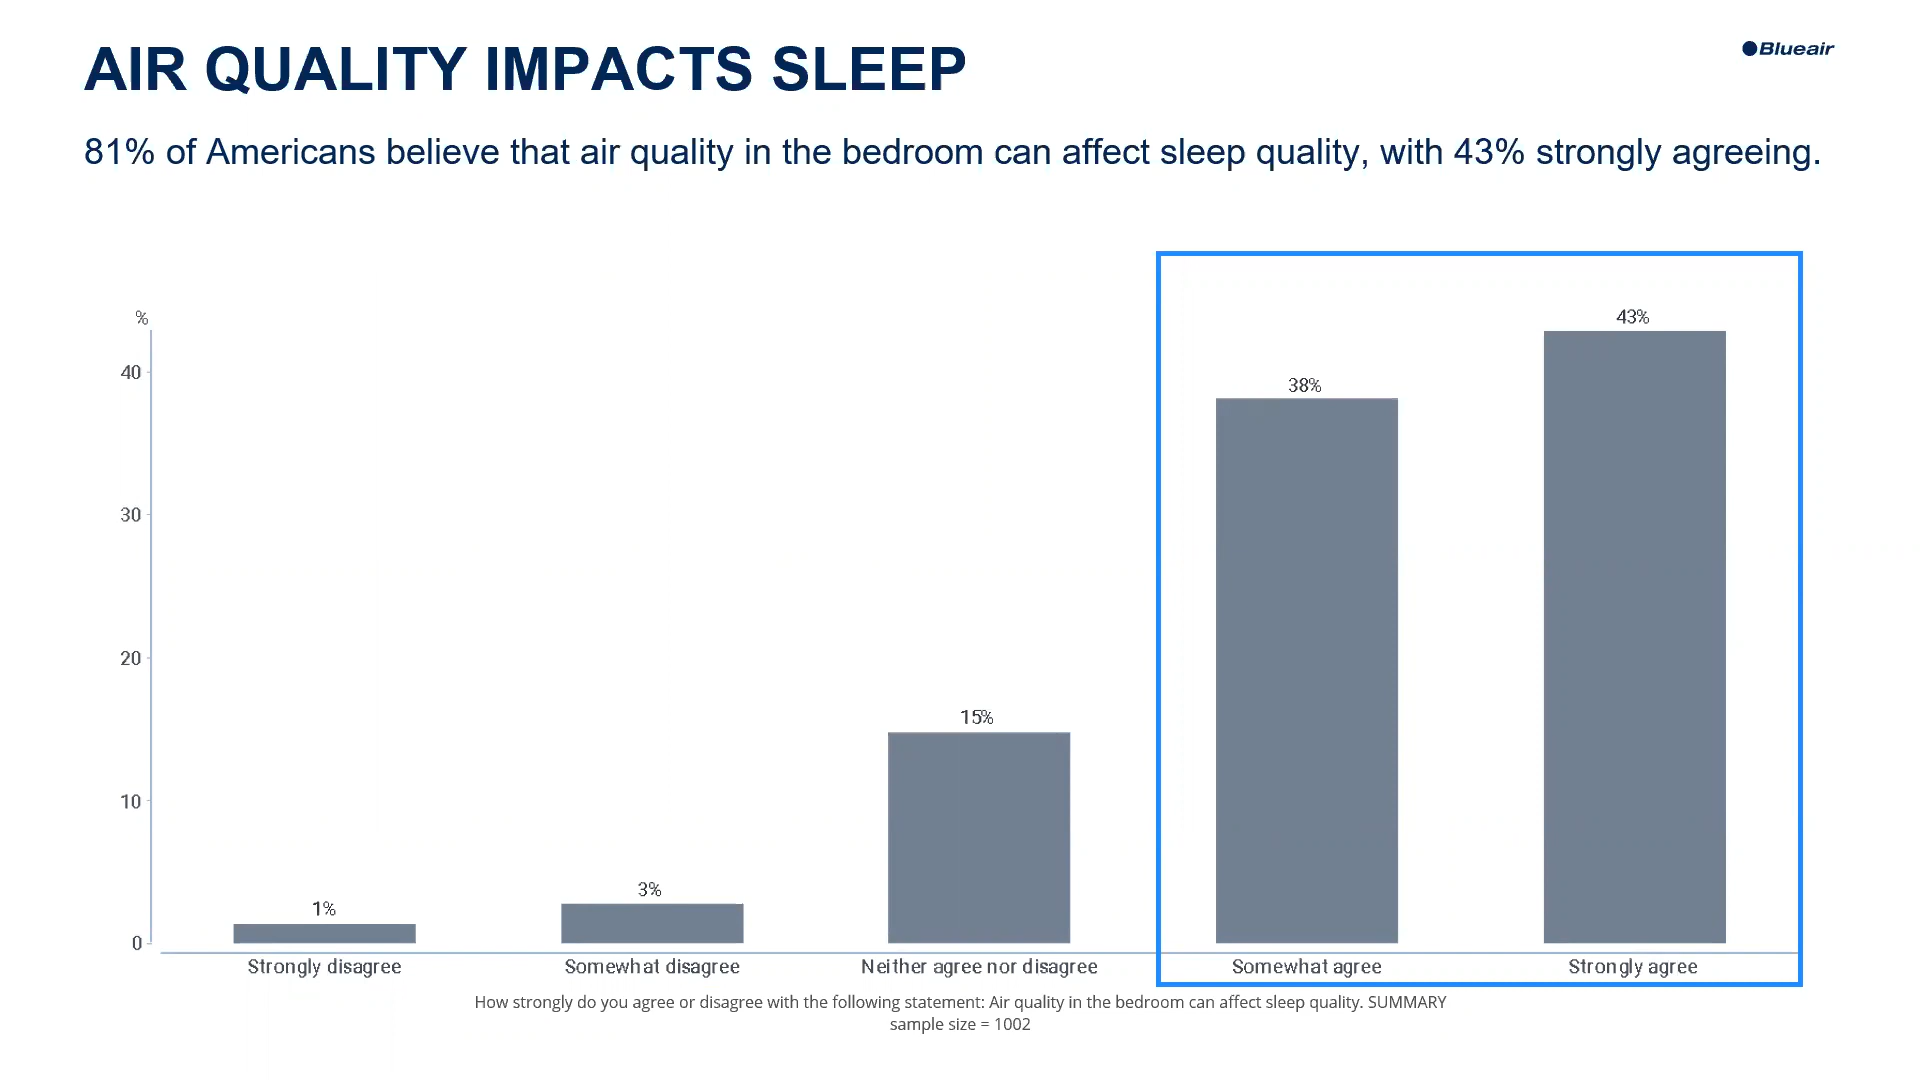 AIR QUALITY IMPACTS SLEEP
Blueair
81% of Americans believe that air quality in the bedroom can affect sleep quality, with 43% strongly agreeing.
%
40
30
20
10
0
1%
3%
15%
38%
43%
Strongly disagree
Somewhat disagree
Neither agree nor disagree
Somewhat agree
Strongly agree
How strongly do you agree or disagree with the following statement: Air quality in the bedroom can affect sleep quality. SUMMARY
sample size = 1002